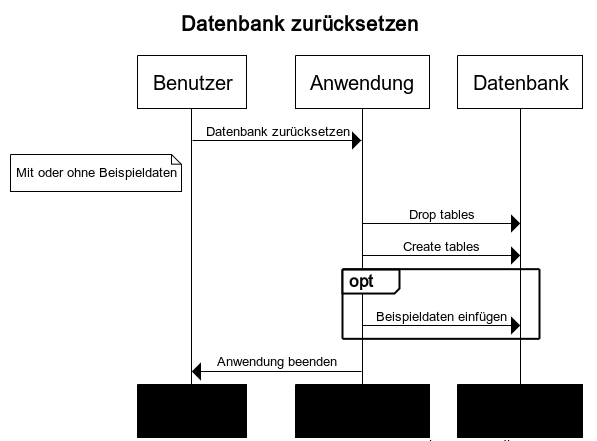 Datenbank zurücksetzen
Benutzer
Anwendung
Datenbank
Datenbank zurücksetzen
Mit oder ohne Beispieldaten
Drop tables
Create tables
opt
Beispieldaten einfügen
Anwendung beenden